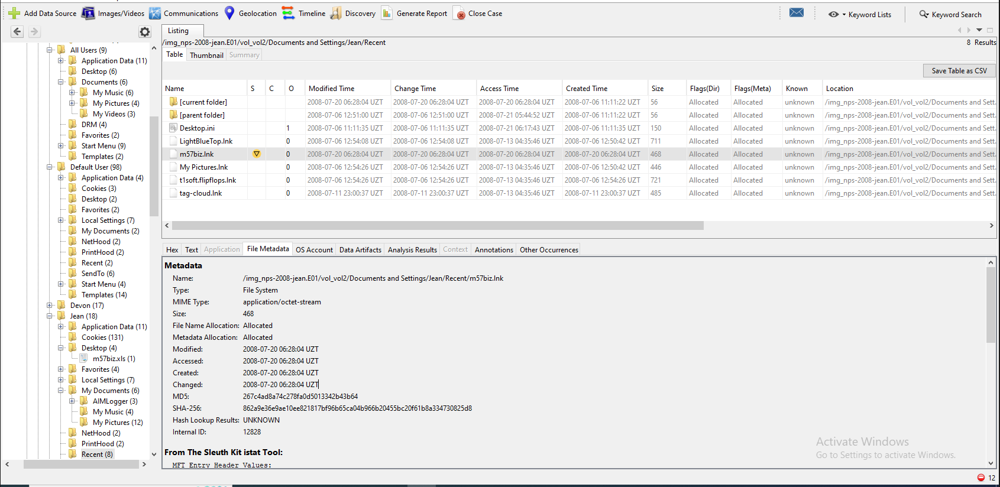 Add Data Source Images/Videos Communications Geolocation Timeline Discovery Generate Report Close Case Keyword Lists Keyword Search
Listing
/img_nps-2008-jean.E01/vol_vol2/Documents and Settings/Jean/Recent 8 Results
Table Thumbnail Summary
Save Table as CSV
Name S C O Modified Time Change Time Access Time Created Time Size Flags(Dir) Flags(Meta) Known Location
[current folder] 2008-07-20 06:28:04 UZT 2008-07-20 06:28:04 UZT 2008-07-20 06:28:04 UZT 2008-07-06 11:11:22 UZT 56 Allocated Allocated unknown /img_nps-2008-jean.E01/vol_vol2/Documents and Sett.
[parent folder] 2008-07-06 12:51:00 UZT 2008-07-06 12:51:00 UZT 2008-07-21 05:44:52 UZT 2008-07-06 11:11:22 UZT 56 Allocated Allocated unknown /img_nps-2008-jean.E01/vol_vol2/Documents and Sett.
Desktop.ini 1 2008-07-06 11:11:35 UZT 2008-07-06 11:11:35 UZT 2008-07-21 06:17:43 UZT 2008-07-06 11:11:35 UZT 150 Allocated Allocated unknown /img_nps-2008-jean.E01/vol_vol2/Documents and Sett.
LightBlueTop.lnk 0 2008-07-06 12:54:08 UZT 2008-07-06 12:54:08 UZT 2008-07-13 04:35:46 UZT 2008-07-06 12:50:42 UZT 711 Allocated Allocated unknown /img_nps-2008-jean.E01/vol_vol2/Documents and Sett.
m57biz.lnk 0 2008-07-20 06:28:04 UZT 2008-07-20 06:28:04 UZT 2008-07-20 06:28:04 UZT 2008-07-20 06:28:04 UZT 468 Allocated Allocated unknown /img_nps-2008-jean.E01/vol_vol2/Documents and Sett.
My Pictures.lnk 0 2008-07-06 12:54:26 UZT 2008-07-06 12:54:26 UZT 2008-07-13 04:35:46 UZT 2008-07-06 12:50:42 UZT 446 Allocated Allocated unknown /img_nps-2008-jean.E01/vol_vol2/Documents and Sett.
t1soft.flipflops.lnk 0 2008-07-06 12:54:26 UZT 2008-07-06 12:54:26 UZT 2008-07-13 04:35:46 UZT 2008-07-06 12:54:26 UZT 721 Allocated Allocated unknown /img_nps-2008-jean.E01/vol_vol2/Documents and Sett.
tag-cloud.lnk 0 2008-07-11 23:00:37 UZT 2008-07-11 23:00:37 UZT 2008-07-13 04:35:46 UZT 2008-07-11 23:00:37 UZT 485 Allocated Allocated unknown /img_nps-2008-jean.E01/vol_vol2/Documents and Sett.
All Users (9)
Application Data (11)
Desktop (6)
Documents (6)
My Music (6)
My Pictures (4)
My Videos (3)
DRM (4)
Favorites (2)
Start Menu (9)
Templates (2)
Default User (98)
Application Data (4)
Cookies (3)
Desktop (2)
Favorites (2)
Local Settings (7)
My Documents (2)
NetHood (2)
PrintHood (2)
Recent (2)
SendTo (6)
Start Menu (4)
Templates (14)
Devon (17)
Jean (18)
Application Data (11)
Cookies (131)
Desktop (4)
m57biz.xls (1)
Favorites (4)
Local Settings (7)
My Documents (6)
AIMLogger (3)
My Music (4)
My Pictures (12)
NetHood (2)
PrintHood (2)
Recent (8)
Hex Text Application File Metadata OS Account Data Artifacts Analysis Results Context Annotations Other Occurrences
Metadata
Name: /img_nps-2008-jean.E01/vol_vol2/Documents and Settings/Jean/Recent/m57biz.lnk
Type: File System
MIME Type: application/octet-stream
Size: 468
File Name Allocation: Allocated
Metadata Allocation: Allocated
Modified: 2008-07-20 06:28:04 UZT
Accessed: 2008-07-20 06:28:04 UZT
Created: 2008-07-20 06:28:04 UZT
Changed: 2008-07-20 06:28:04 UZT
MD5: 267c4ad8a74c278fa0d5013342b43b64
SHA-256: 862a9e36e9ae10ee821817bf96b65ca04b966b20455bc20f61b8a334730825d8
Hash Lookup Results: UNKNOWN
Internal ID: 12828
From The Sleuth Kit istat Tool:
MFT Entry Header Values:
Activate Windows
Go to Settings to activate Windows.
12